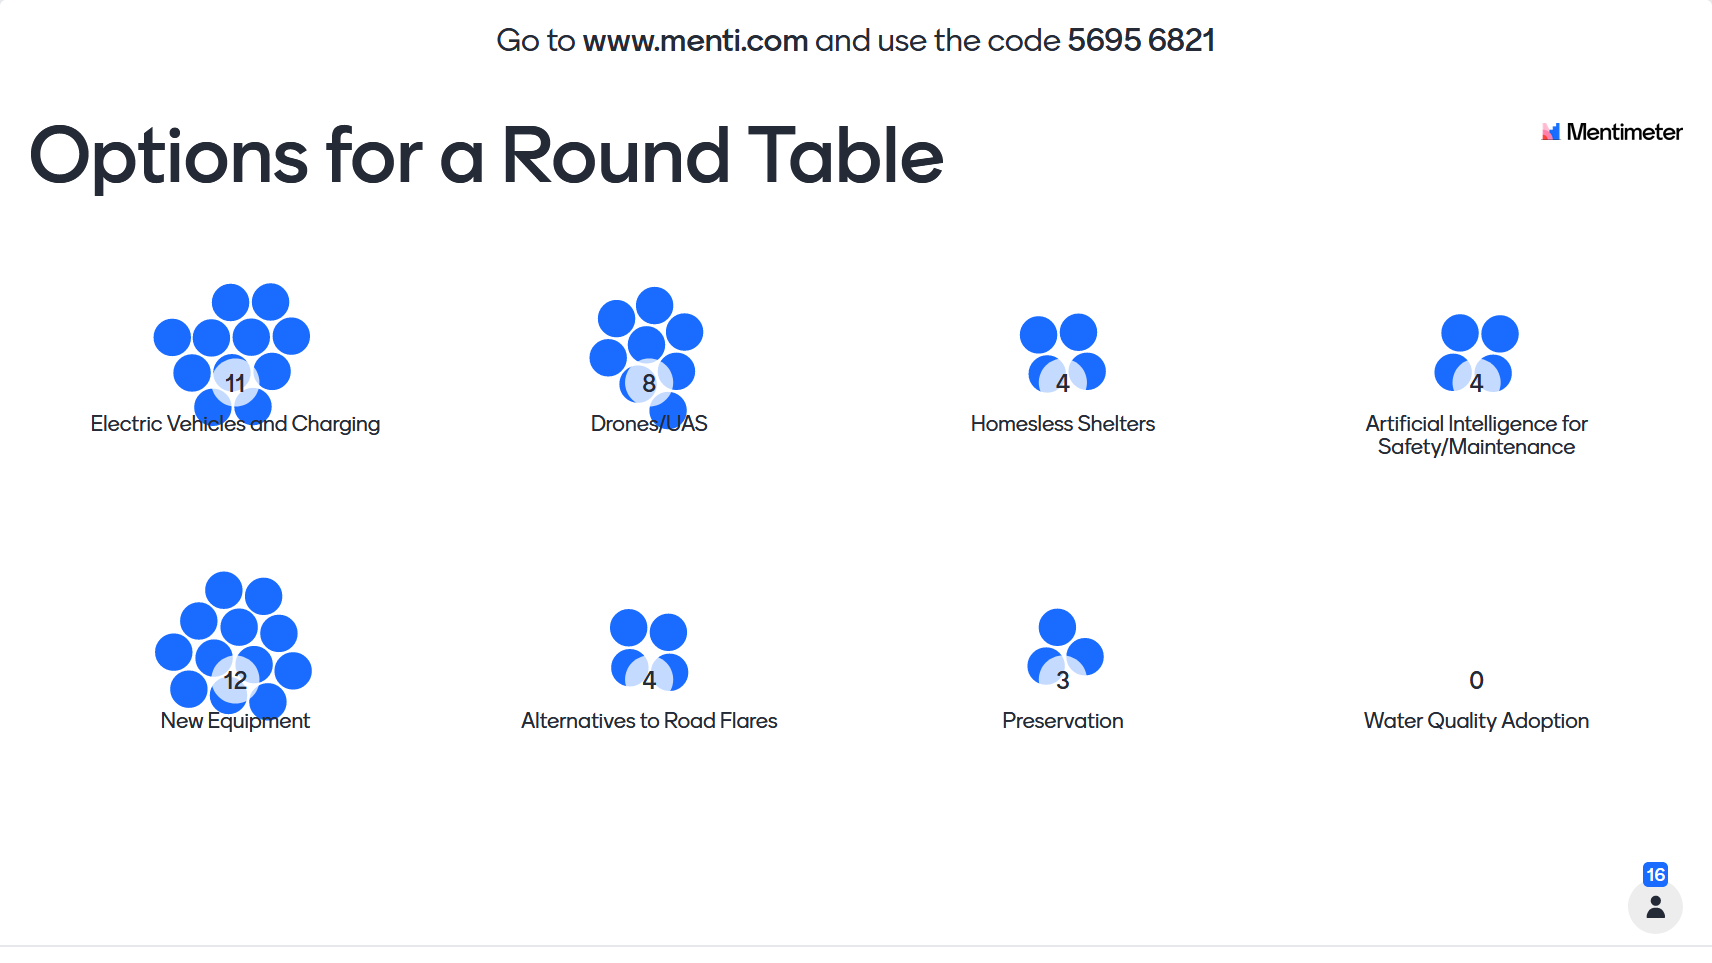 Go to www.menti.com and use the code 5695 6821
Options for a Round Table
Mentimeter
11
Electric Vehicles and Charging
8
Drones/UAS
4
Homesless Shelters
4
Artificial Intelligence for
Safety/Maintenance
12
New Equipment
4
Alternatives to Road Flares
3
Preservation
0
Water Quality Adoption
16